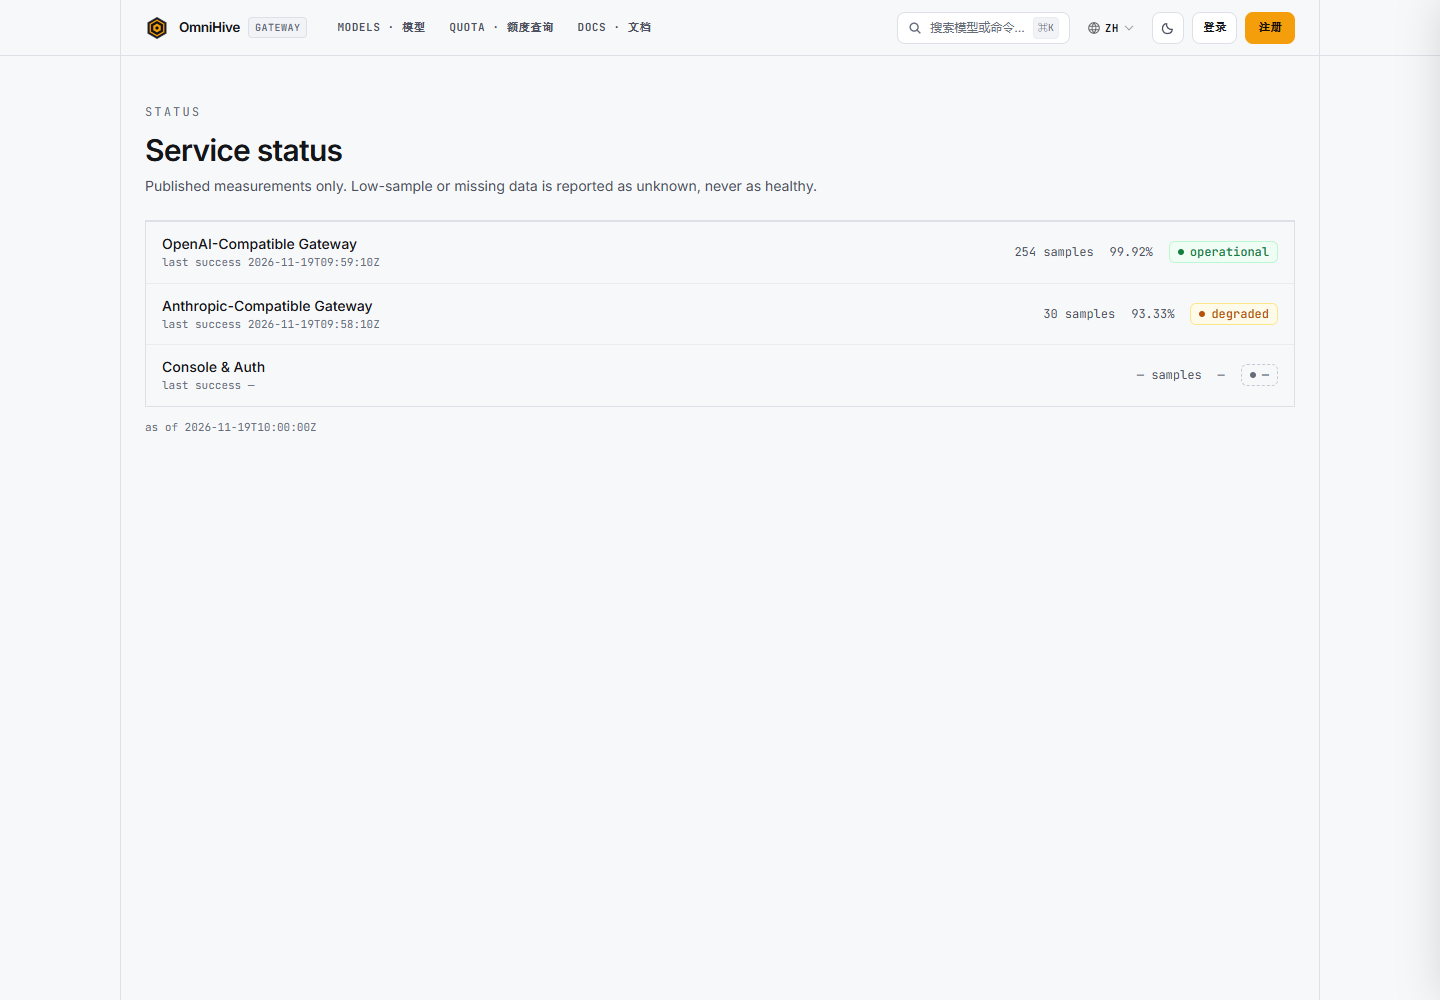 OmniHive GATEWAY MODELS · 模型 QUOTA · 额度查询 DOCS · 文档 搜索模型或命令... ⌘K ZH 登录 注册
STATUS
Service status
Published measurements only. Low-sample or missing data is reported as unknown, never as healthy.
OpenAI-Compatible Gateway
last success 2026-11-19T09:59:10Z
254 samples 99.92% operational
Anthropic-Compatible Gateway
last success 2026-11-19T09:58:10Z
30 samples 93.33% degraded
Console & Auth
last success —
— samples — —
as of 2026-11-19T10:00:00Z